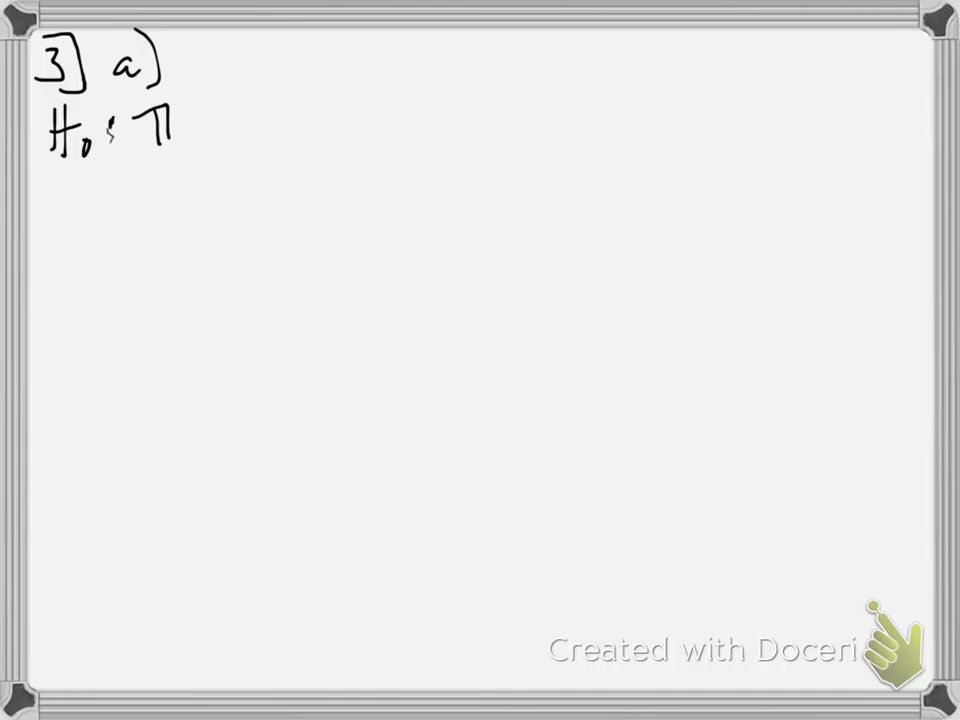 3] a)
H₀ : π
Created with Doceri